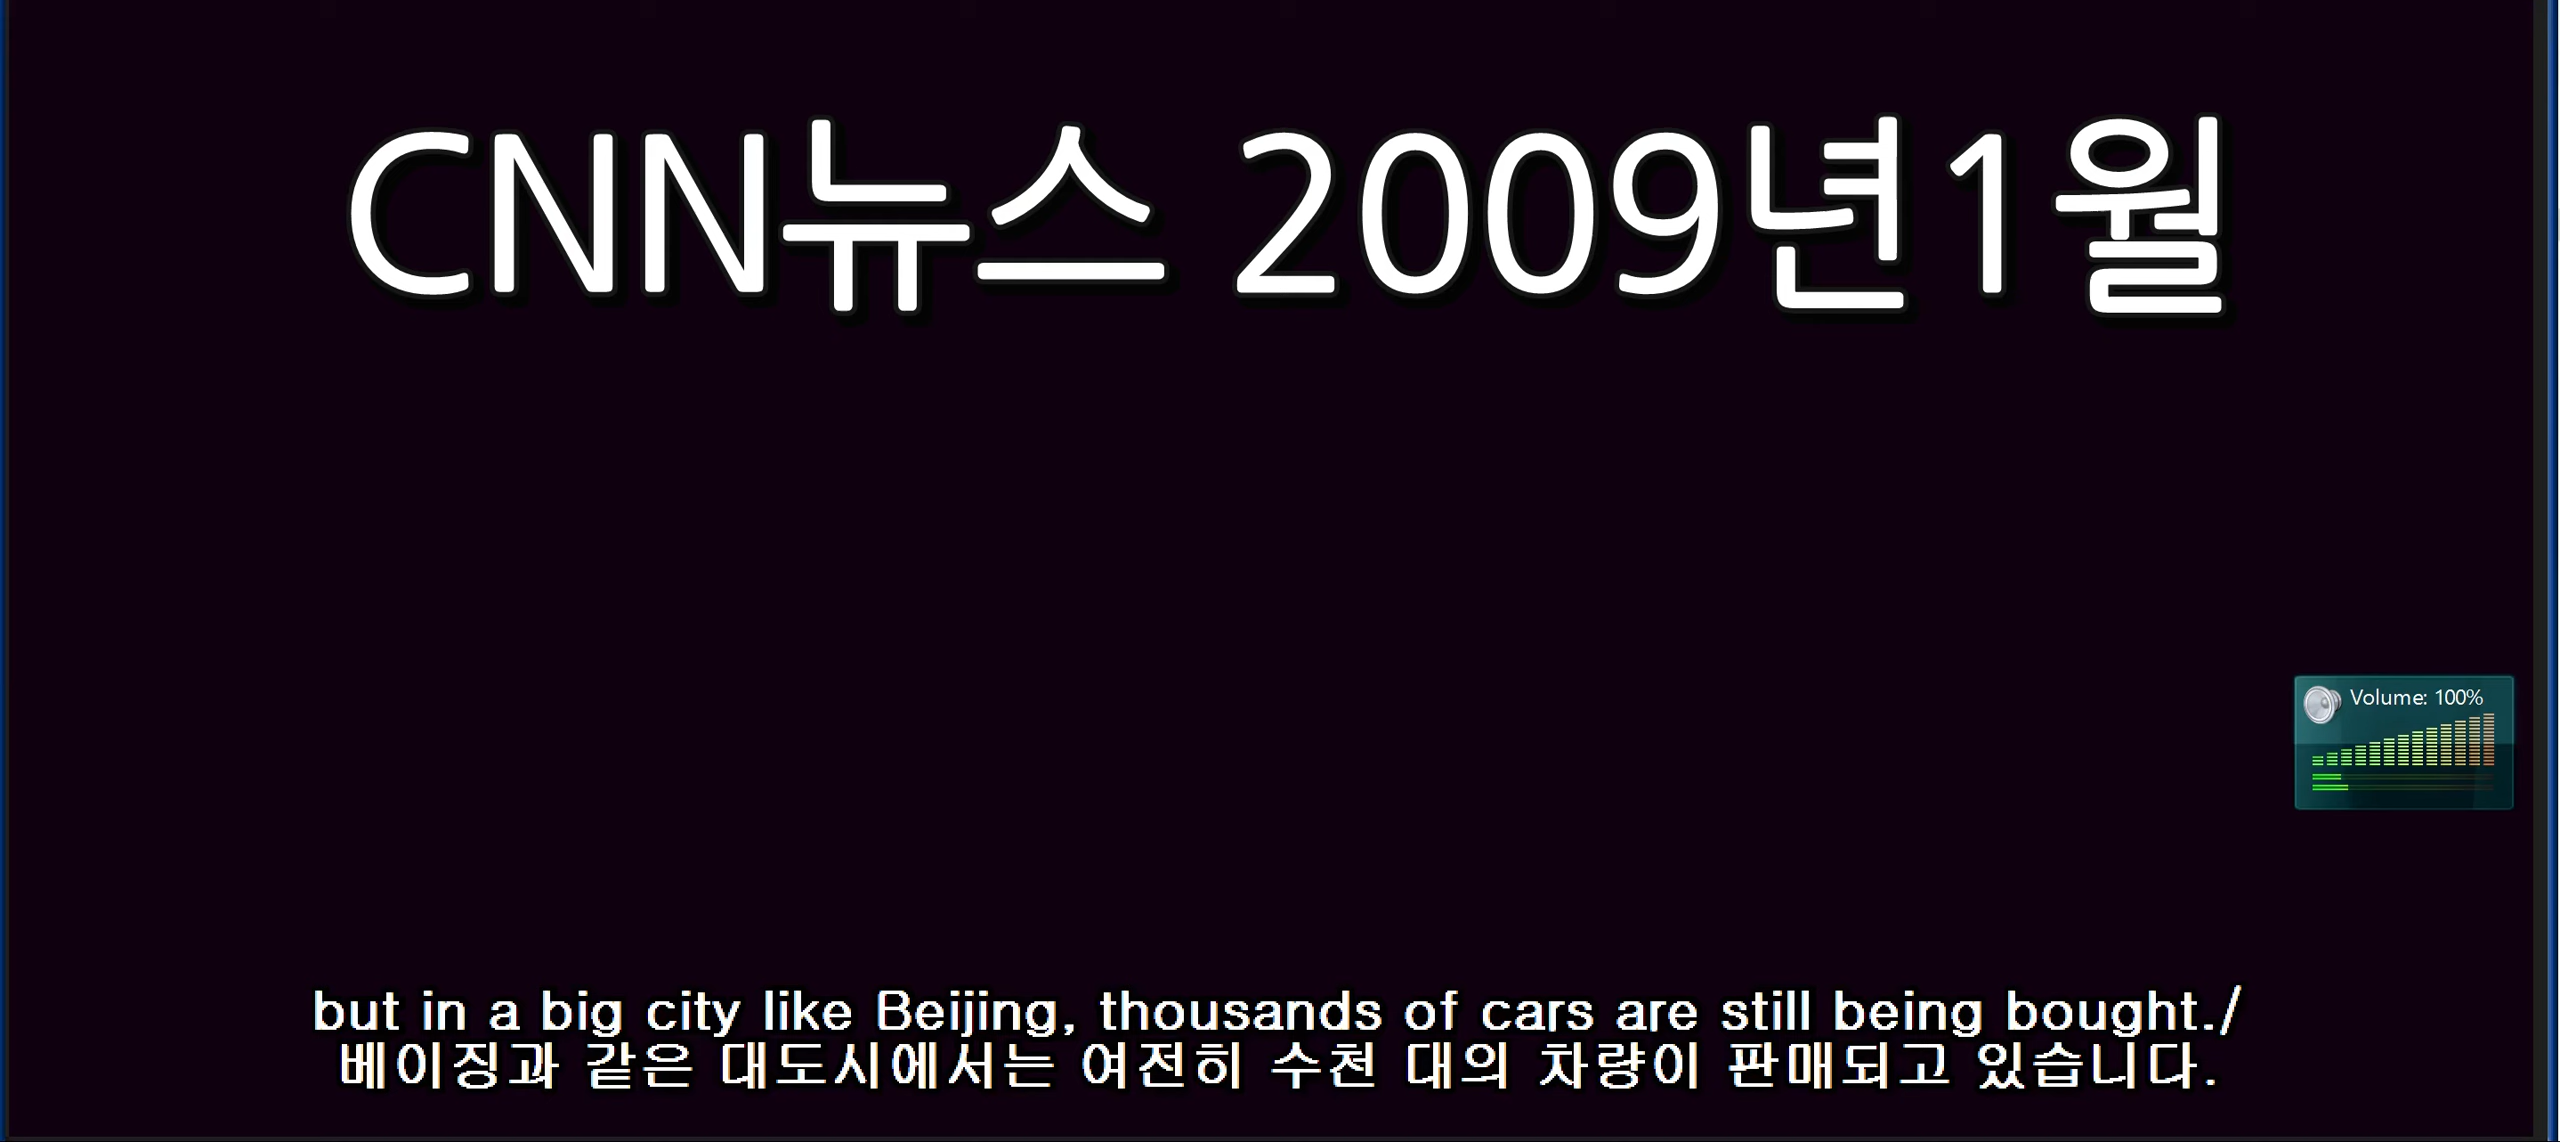 CNN뉴스 2009년1월
Volume: 100%
but in a big city like Beijing, thousands of cars are still being bought./
베이징과 같은 대도시에서는 여전히 수천 대의 차량이 판매되고 있습니다.